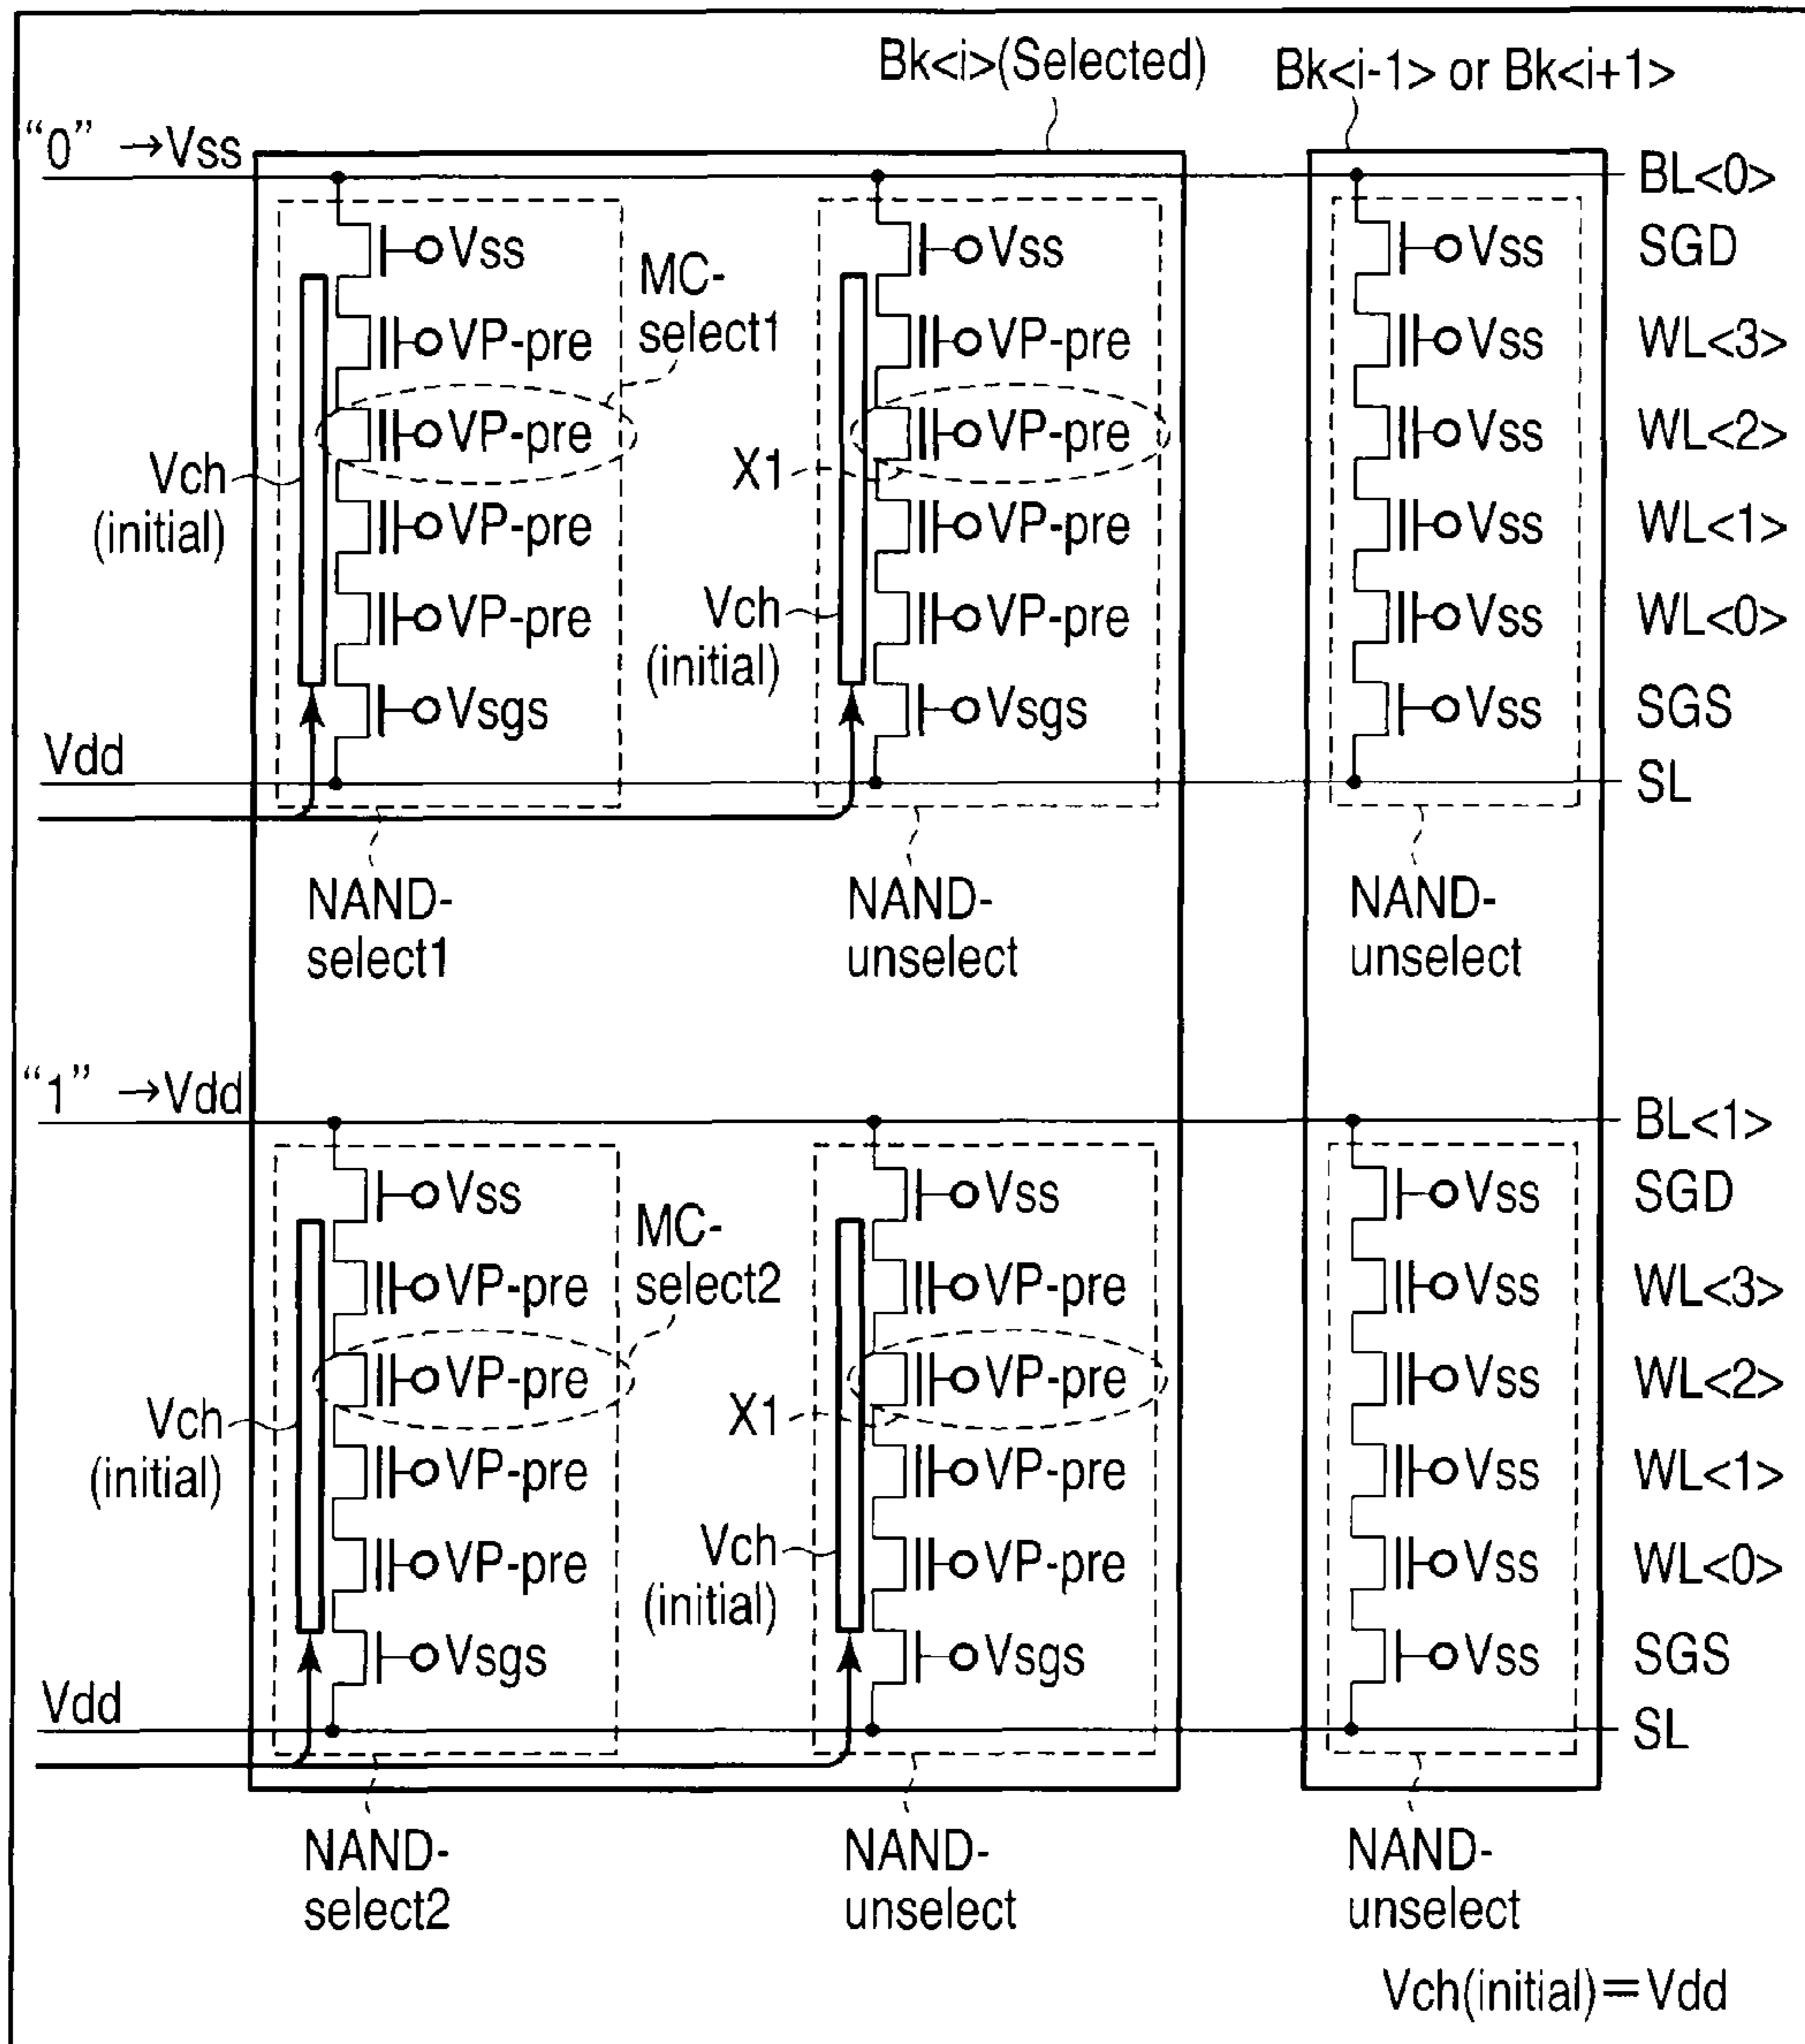 Bk<i>(Selected)
Bk<i-1> or Bk<i+1>
“0” →Vss
BL<0>
Vss
Vss
Vss
SGD
MC-
select1
VP-pre
VP-pre
Vss
WL<3>
VP-pre
VP-pre
Vss
WL<2>
Vch
(initial)
X1
VP-pre
VP-pre
Vss
WL<1>
VP-pre
Vch
(initial)
VP-pre
Vss
WL<0>
Vsgs
Vsgs
Vss
SGS
Vdd
SL
NAND-
select1
NAND-
unselect
NAND-
unselect
“1” →Vdd
BL<1>
Vss
Vss
Vss
SGD
MC-
select2
VP-pre
VP-pre
Vss
WL<3>
VP-pre
VP-pre
Vss
WL<2>
Vch
(initial)
X1
VP-pre
VP-pre
Vss
WL<1>
VP-pre
Vch
(initial)
VP-pre
Vss
WL<0>
Vsgs
Vsgs
Vss
SGS
Vdd
SL
NAND-
select2
NAND-
unselect
NAND-
unselect
Vch(initial)=Vdd